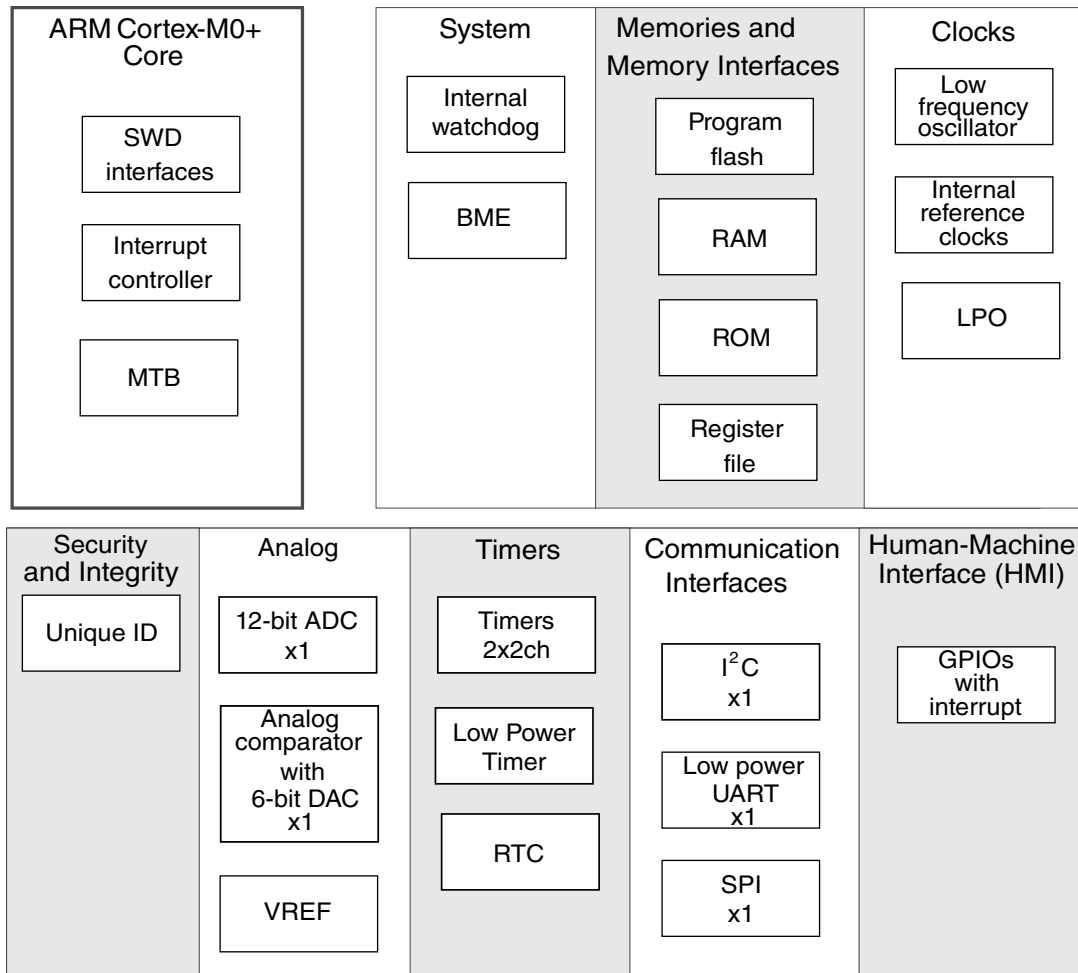 ARM Cortex-M0+
Core
SWD
interfaces
Interrupt
controller
MTB
System
Internal
watchdog
BME
Memories and
Memory Interfaces
Program
flash
RAM
ROM
Register
file
Clocks
Low
frequency
oscillator
Internal
reference
clocks
LPO
Security
and Integrity
Unique ID
Analog
12-bit ADC
x1
Analog
comparator
with
6-bit DAC
x1
VREF
Timers
Timers
2x2ch
Low Power
Timer
RTC
Communication
Interfaces
I²C
x1
Low power
UART
x1
SPI
x1
Human-Machine
Interface (HMI)
GPIOs
with
interrupt